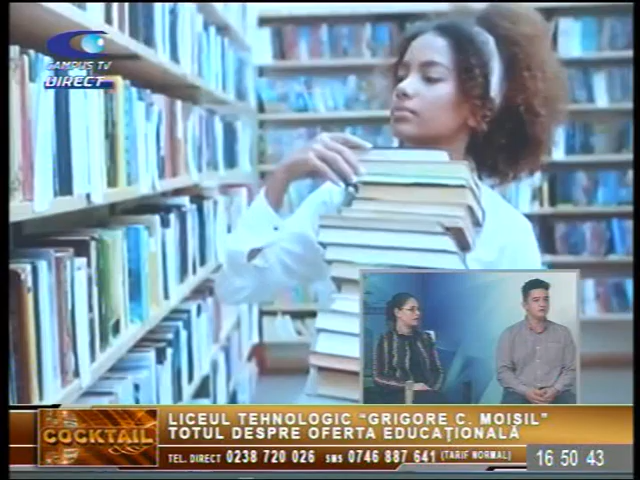 CAMPUS TV
DIRECT
COCKTAIL
LICEUL TEHNOLOGIC "GRIGORE C. MOISIL"
TOTUL DESPRE OFERTA EDUCAŢIONALĂ
TEL. DIRECT 0238 720 026 SMS 0746 887 641 (TARIF NORMAL)
16 50 43